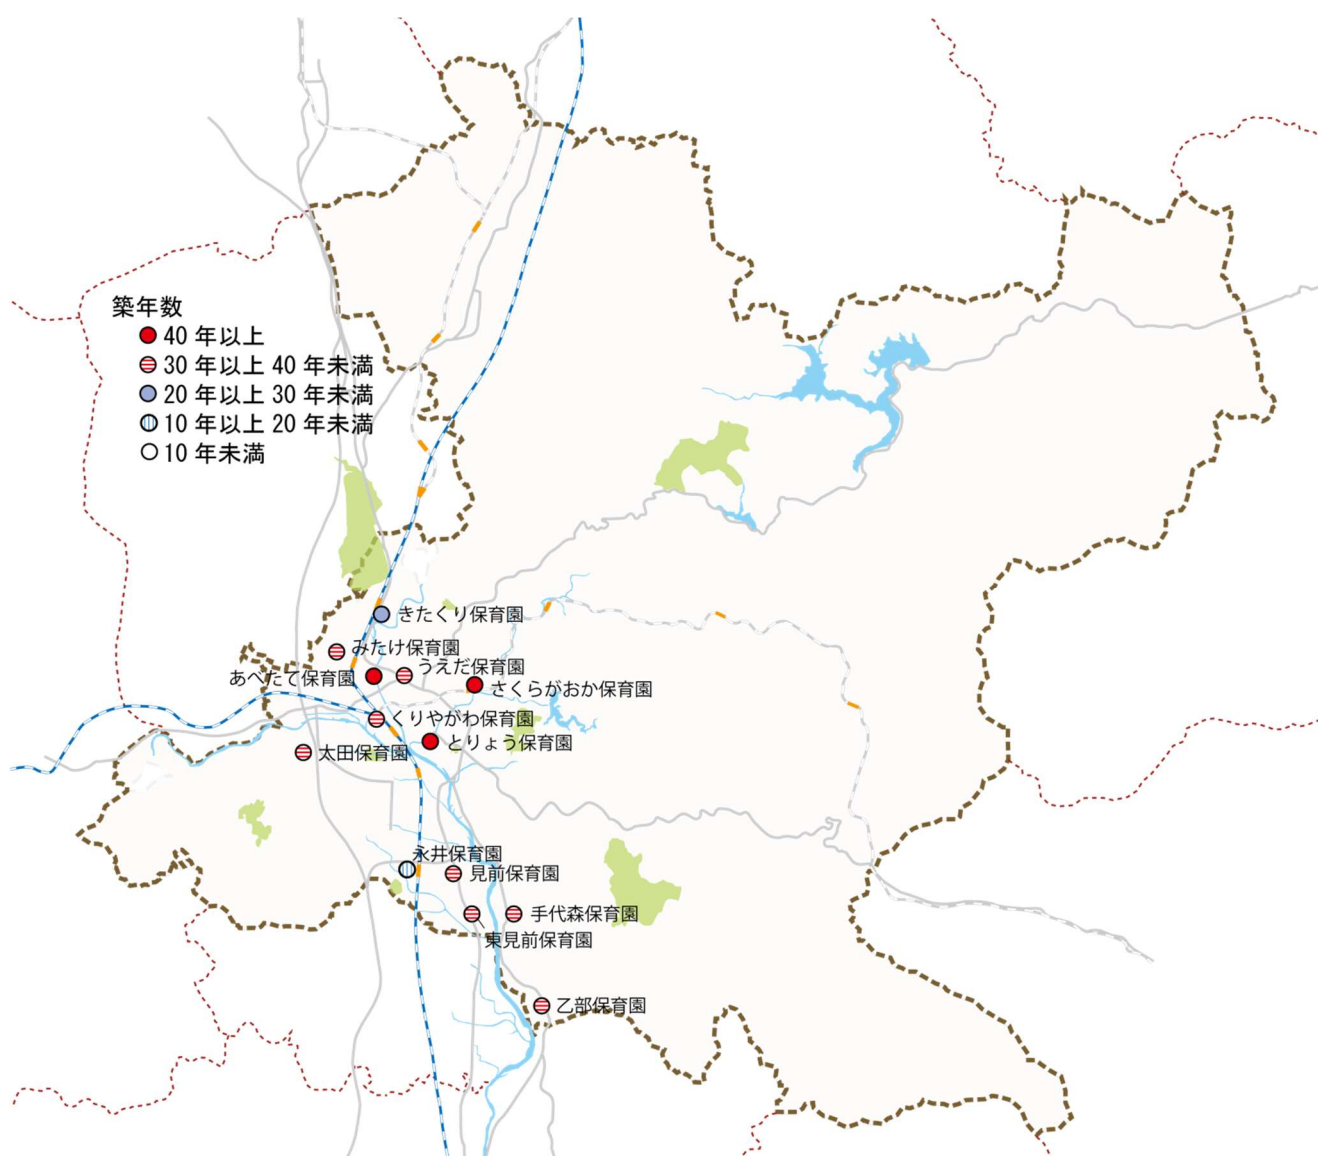 築年数
40 年以上
30 年以上 40 年未満
20 年以上 30 年未満
10 年以上 20 年未満
10 年未満
きたくり保育園
みたけ保育園
うえだ保育園
あべたて保育園
さくらがおか保育園
くりやがわ保育園
とりょう保育園
太田保育園
永井保育園
見前保育園
手代森保育園
東見前保育園
乙部保育園